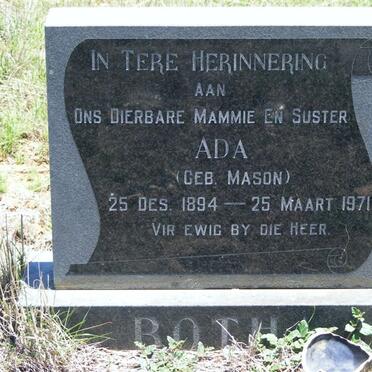 IN TERE HERINNERING
AAN
ONS DIERBARE MAMMIE EN SUSTER
ADA
(GEB. MASON)
25 DES. 1894 — 25 MAART 1971
VIR EWIG BY DIE HEER.
BOTH